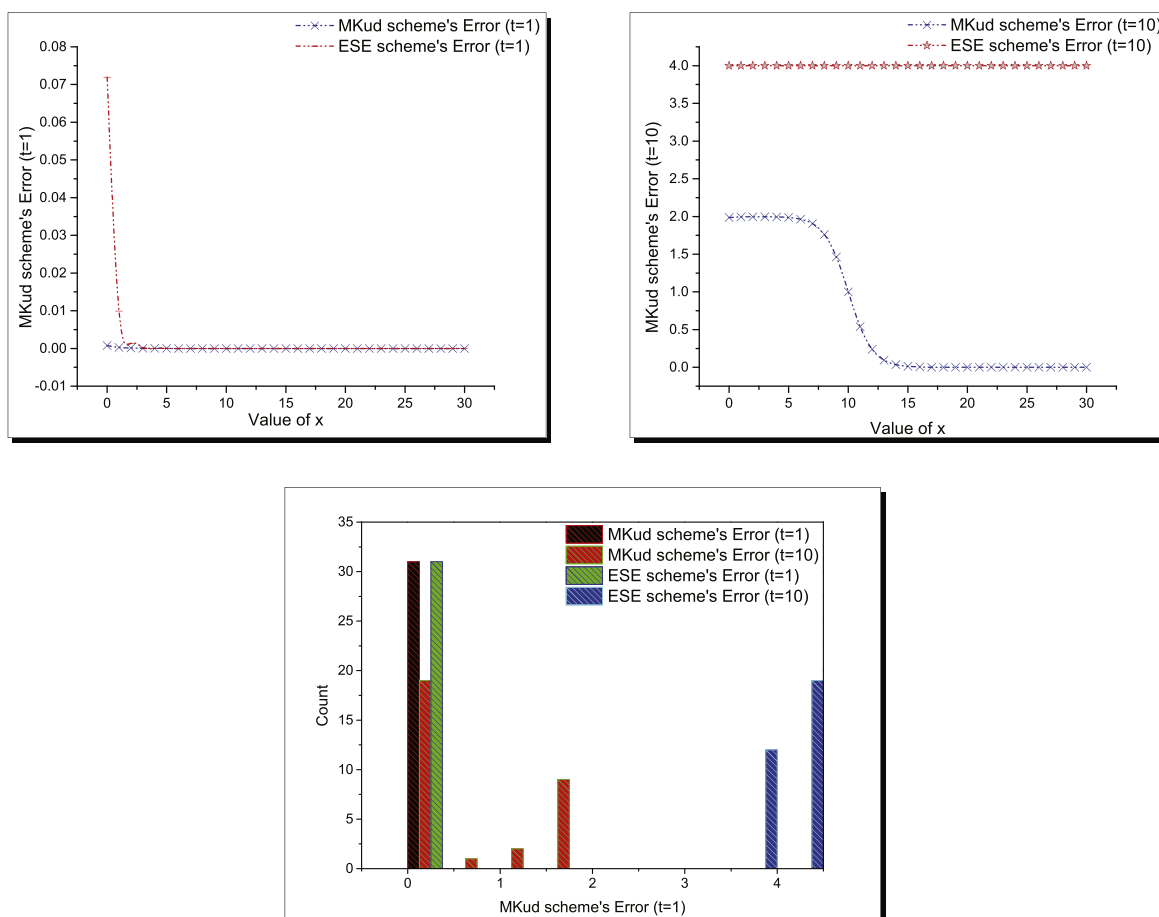 MKud scheme's Error (t=1)
ESE scheme's Error (t=1)
0.08
0.07
0.06
0.05
0.04
0.03
0.02
0.01
0.00
-0.01
MKud scheme's Error (t=1)
0 5 10 15 20 25 30
Value of x
MKud scheme's Error (t=10)
ESE scheme's Error (t=10)
4.0
3.5
3.0
2.5
2.0
1.5
1.0
0.5
0.0
MKud scheme's Error (t=10)
0 5 10 15 20 25 30
Value of x
35
30
25
20
15
10
5
0
Count
MKud scheme's Error (t=1)
MKud scheme's Error (t=10)
ESE scheme's Error (t=1)
ESE scheme's Error (t=10)
0 1 2 3 4
MKud scheme's Error (t=1)